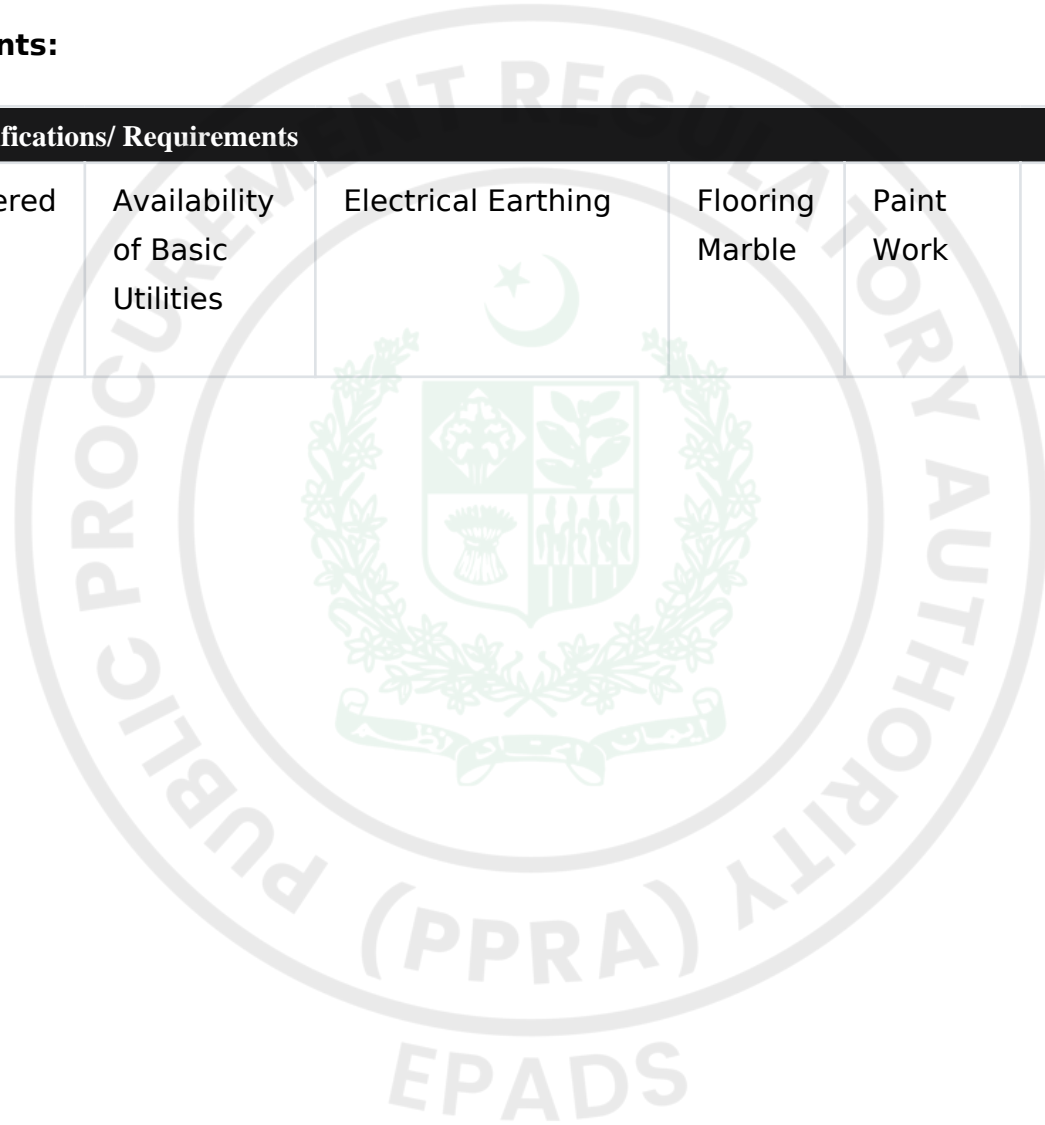 nts:
fications/ Requirements
ered
Availability
of Basic
Utilities
Electrical Earthing
Flooring
Marble
Paint
Work
PUBLIC PROCUREMENT REGULATORY AUTHORITY
(PPRA)
EPADS